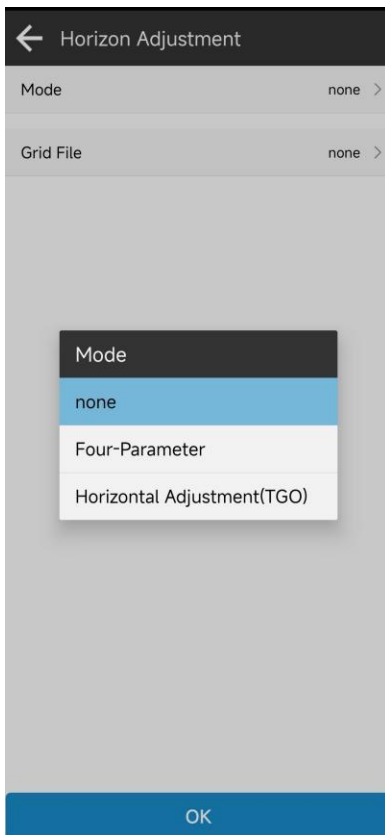 Horizon Adjustment
Mode none
Grid File none
Mode
none
Four-Parameter
Horizontal Adjustment(TGO)
OK